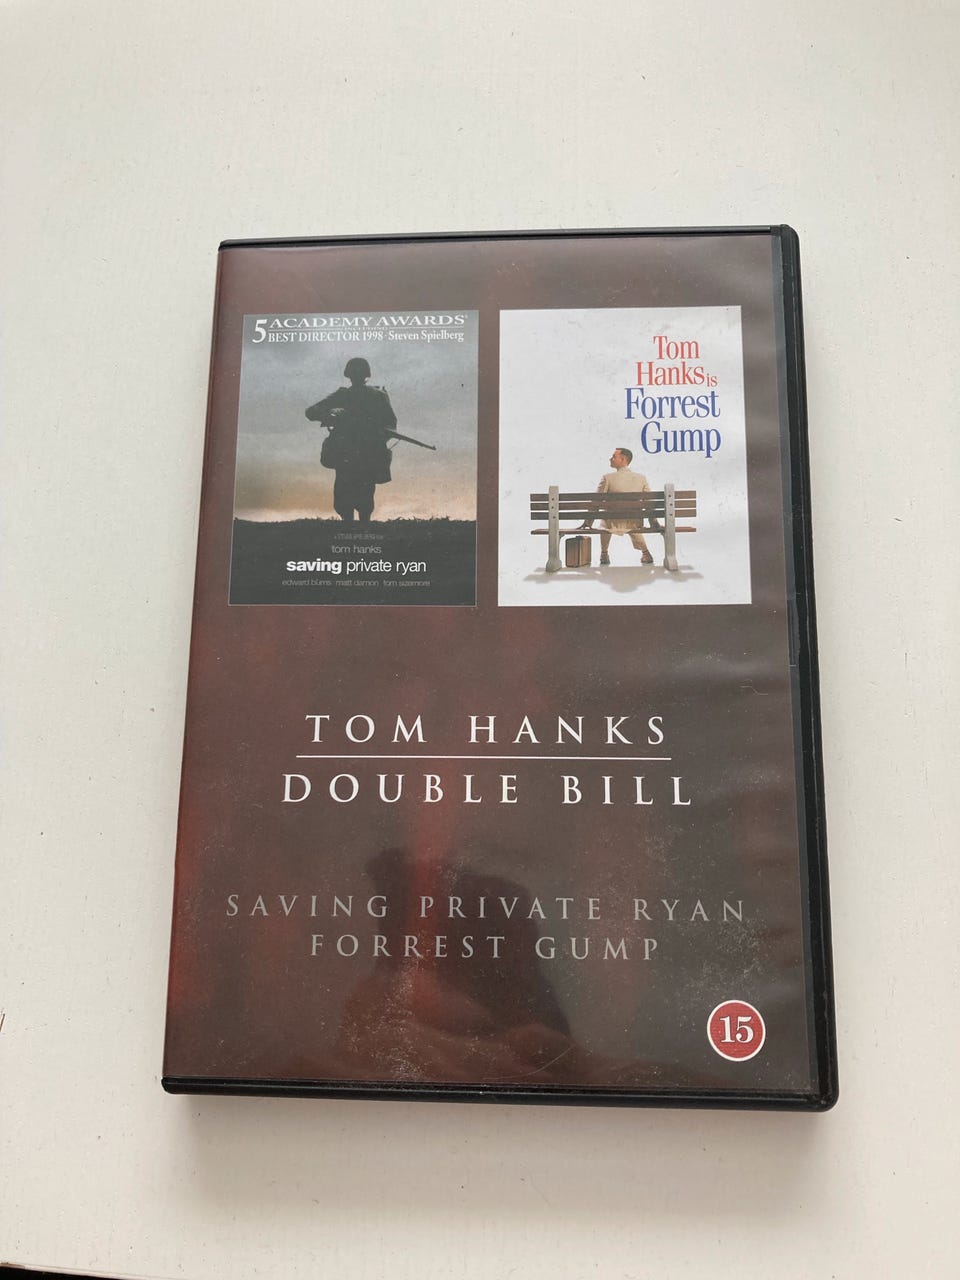 5 ACADEMY AWARDS
INCLUDING
BEST DIRECTOR 1998 - Steven Spielberg
tom hanks
saving private ryan
edward burns matt damon tom sizemore
Tom
Hanks is
Forrest
Gump
TOM HANKS
DOUBLE BILL
SAVING PRIVATE RYAN
FORREST GUMP
15